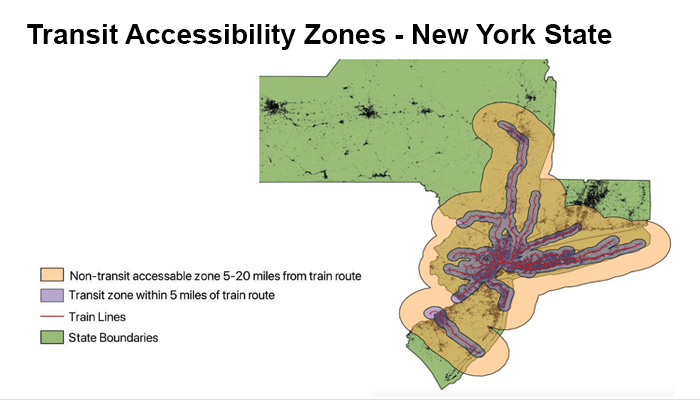 Transit Accessibility Zones - New York State
Non-transit accessable zone 5-20 miles from train route
Transit zone within 5 miles of train route
Train Lines
State Boundaries